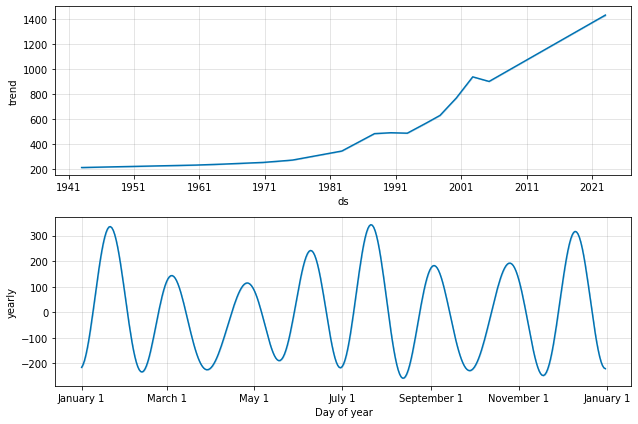 1400
1200
1000
800
600
400
200
trend
1941 1951 1961 1971 1981 1991 2001 2011 2021
ds
300
200
100
0
−100
−200
yearly
January 1 March 1 May 1 July 1 September 1 November 1 January 1
Day of year